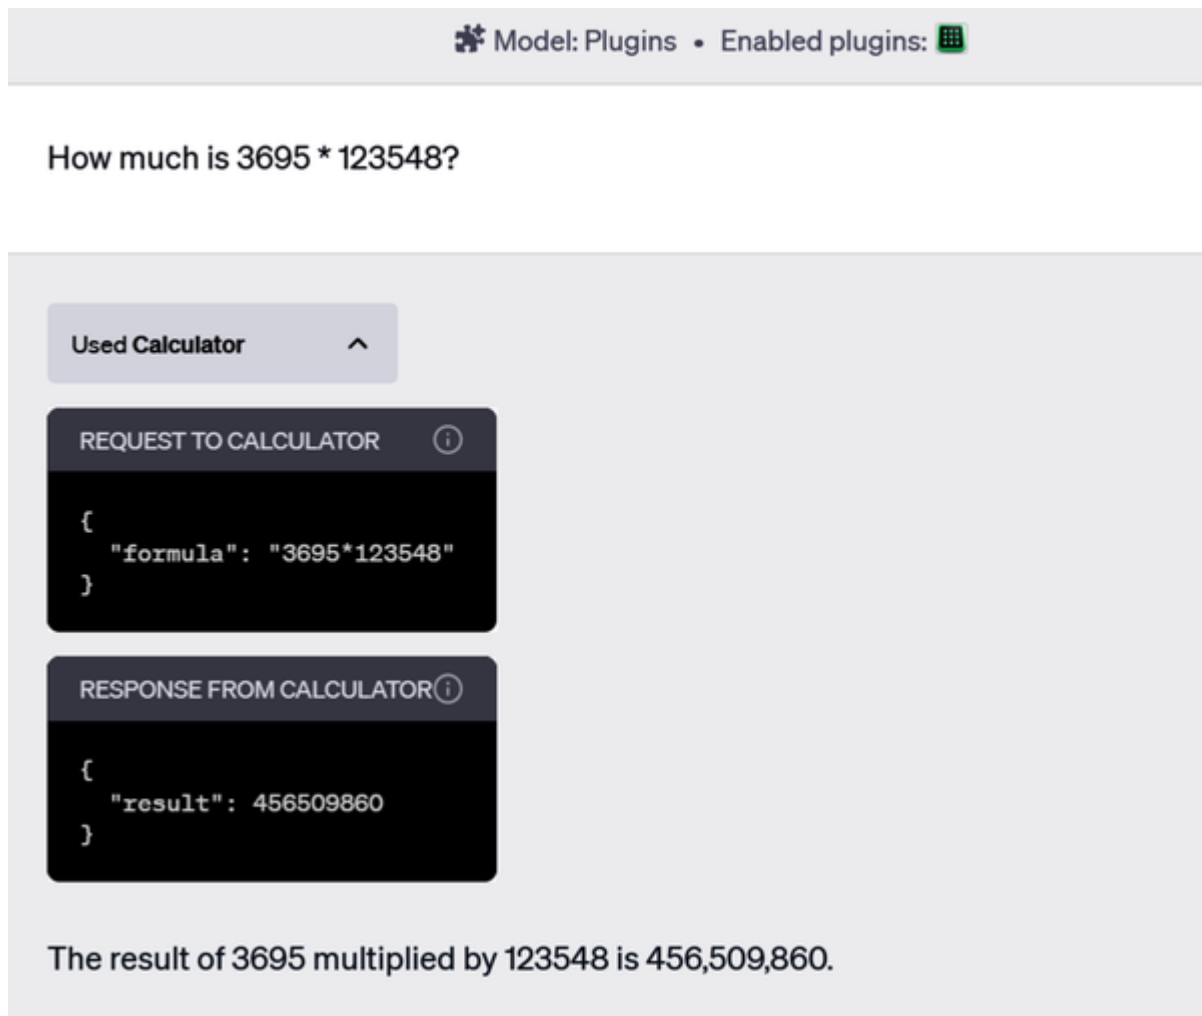 Model: Plugins • Enabled plugins:
How much is 3695 * 123548?
Used Calculator
REQUEST TO CALCULATOR
{
"formula": "3695*123548"
}
RESPONSE FROM CALCULATOR
{
"result": 456509860
}
The result of 3695 multiplied by 123548 is 456,509,860.